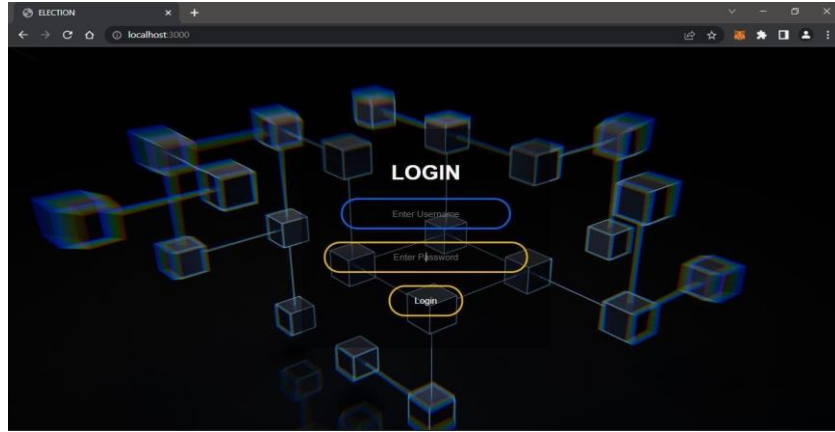 ELECTION
localhost:3000
LOGIN
Enter Username
Enter Password
Login